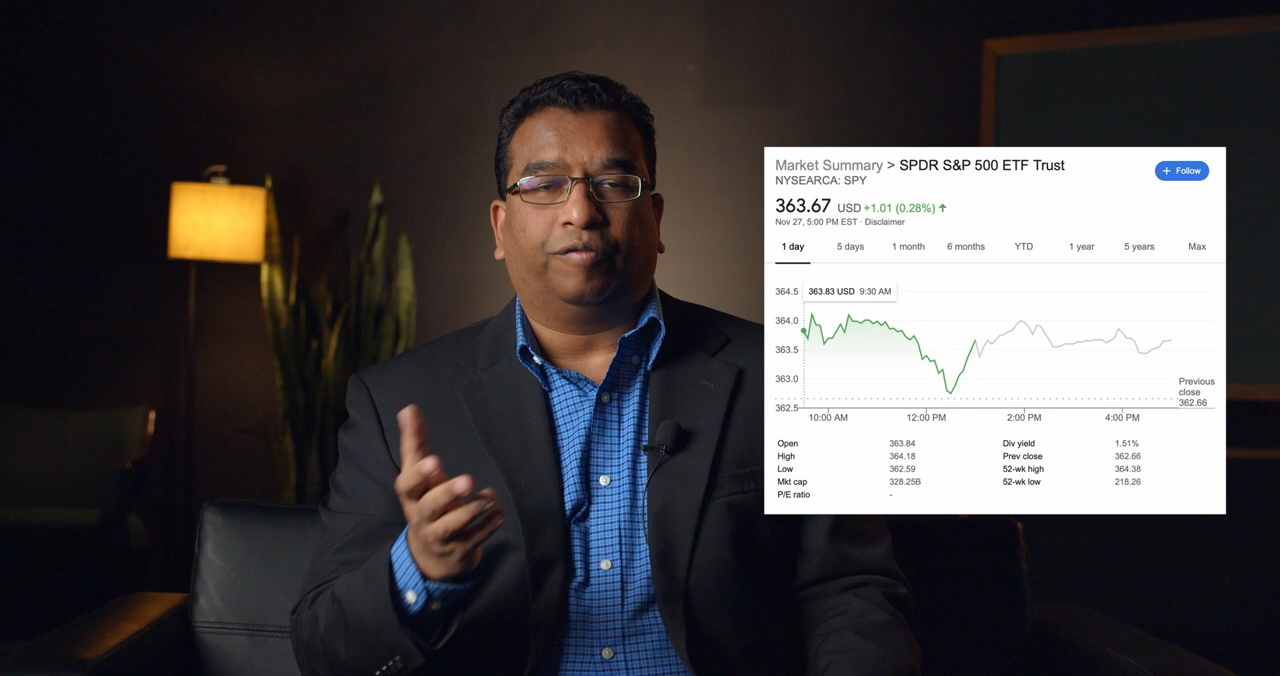 Market Summary > SPDR S&P 500 ETF Trust
+ Follow
NYSEARCA: SPY
363.67 USD +1.01 (0.28%) ↑
Nov 27, 5:00 PM EST · Disclaimer
1 day 5 days 1 month 6 months YTD 1 year 5 years Max
364.5
363.83 USD 9:30 AM
364.0
363.5
363.0
362.5
Previous
close
362.66
10:00 AM 12:00 PM 2:00 PM 4:00 PM
Open 363.84 Div yield 1.51%
High 364.18 Prev close 362.66
Low 362.59 52-wk high 364.38
Mkt cap 328.25B 52-wk low 218.26
P/E ratio -